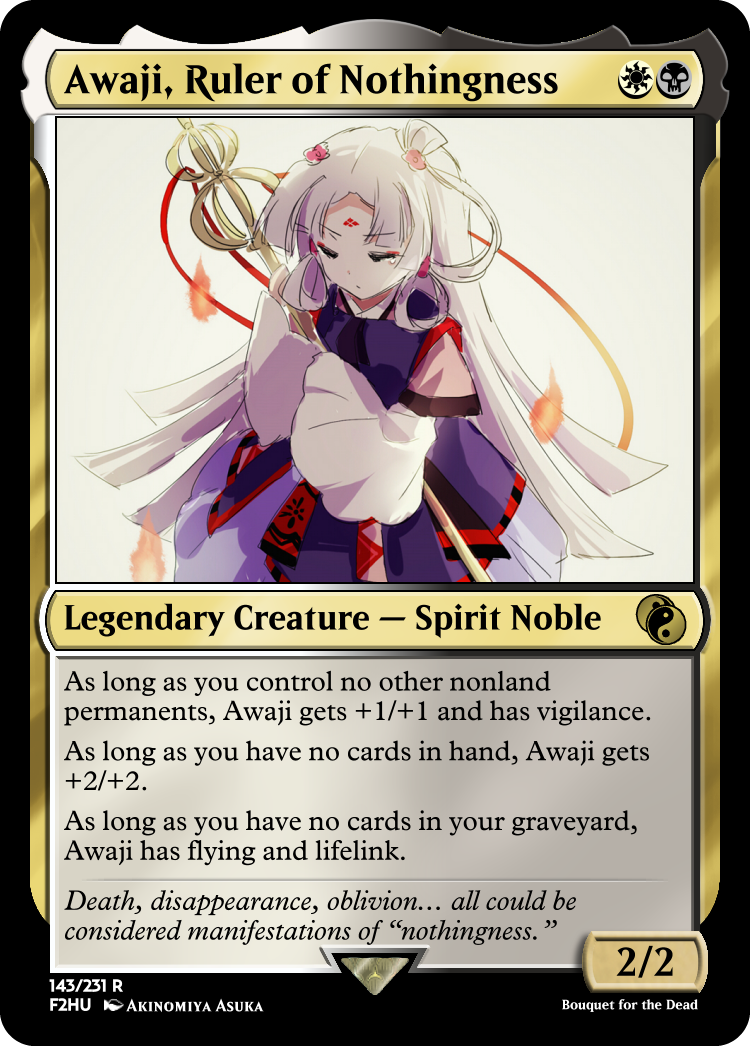 Awaji, Ruler of Nothingness
Legendary Creature — Spirit Noble
As long as you control no other nonland
permanents, Awaji gets +1/+1 and has vigilance.
As long as you have no cards in hand, Awaji gets
+2/+2.
As long as you have no cards in your graveyard,
Awaji has flying and lifelink.
Death, disappearance, oblivion… all could be
considered manifestations of “nothingness.”
2/2
143/231 R
F2HU Akinomiya Asuka
Bouquet for the Dead